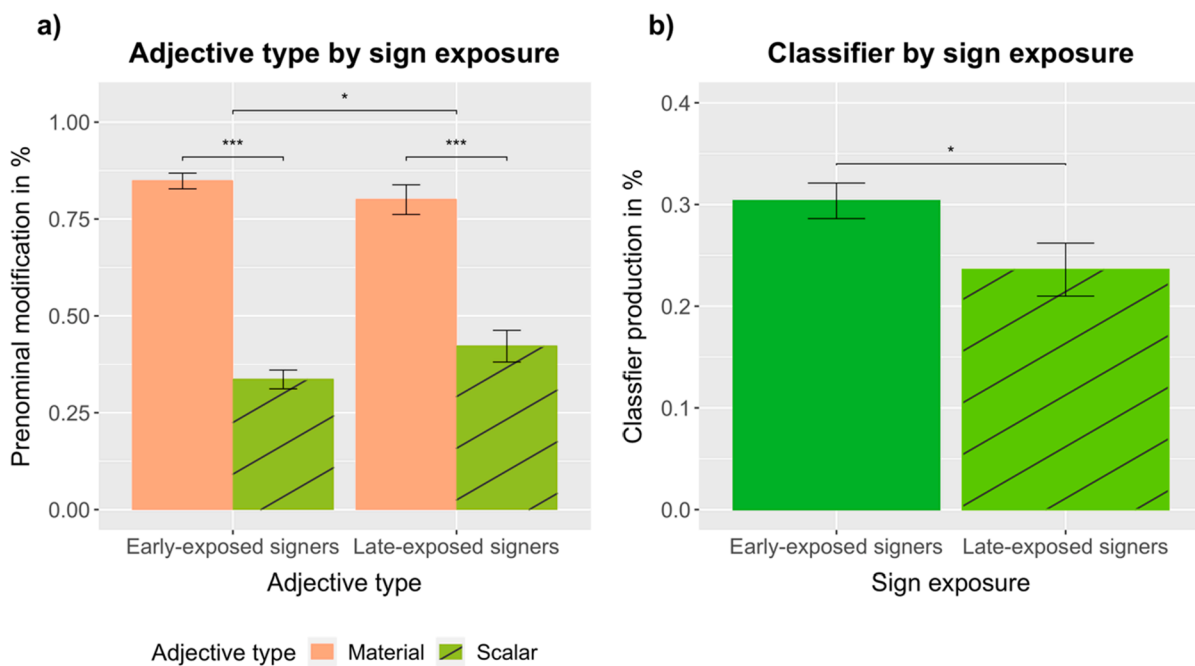 a)
Adjective type by sign exposure
Prenominal modification in %
1.00
0.75
0.50
0.25
0.00
*
***
***
Early-exposed signers
Late-exposed signers
Adjective type
Adjective type
Material
Scalar
b)
Classifier by sign exposure
Classfier production in %
0.4
0.3
0.2
0.1
0.0
*
Early-exposed signers
Late-exposed signers
Sign exposure